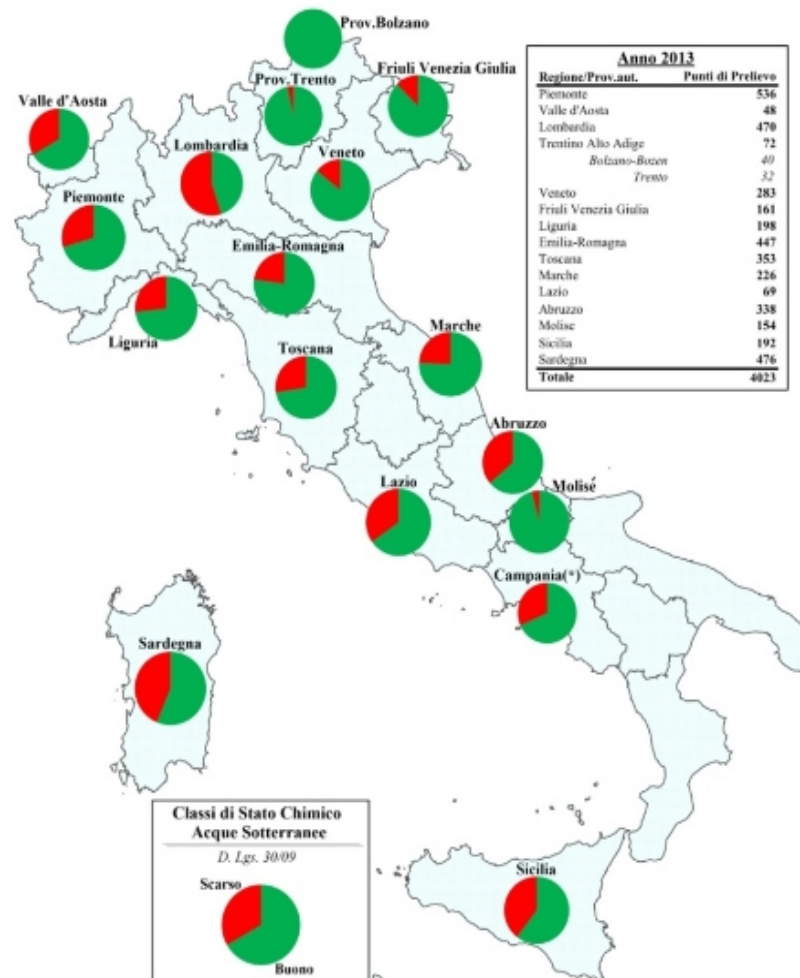 Prov.Bolzano
Prov.Trento
Friuli Venezia Giulia
Valle d'Aosta
Lombardia
Veneto
Piemonte
Emilia-Romagna
Liguria
Toscana
Marche
Abruzzo
Lazio
Molise
Campania(*)
Sardegna
Sicilia
Anno 2013
Regione/Prov.aut. Punti di Prelievo
Piemonte 536
Valle d'Aosta 48
Lombardia 470
Trentino Alto Adige 72
Bolzano-Bozen 40
Trento 32
Veneto 283
Friuli Venezia Giulia 161
Liguria 198
Emilia-Romagna 447
Toscana 353
Marche 226
Lazio 69
Abruzzo 338
Molise 154
Sicilia 192
Sardegna 476
Totale 4023
Classi di Stato Chimico
Acque Sotterranee
D. Lgs. 30/09
Scarso
Buono